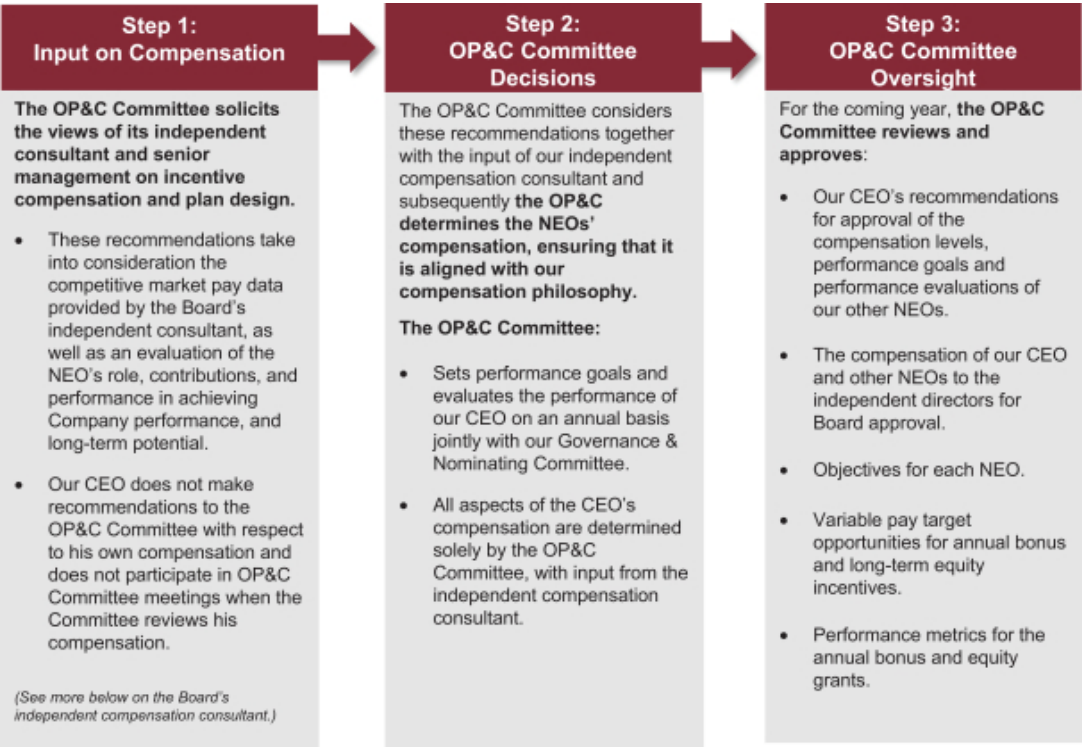 Step 1:
Input on Compensation
The OP&C Committee solicits
the views of its independent
consultant and senior
management on incentive
compensation and plan design.
• These recommendations take
into consideration the
competitive market pay data
provided by the Board's
independent consultant, as
well as an evaluation of the
NEO's role, contributions, and
performance in achieving
Company performance, and
long-term potential.
• Our CEO does not make
recommendations to the
OP&C Committee with respect
to his own compensation and
does not participate in OP&C
Committee meetings when the
Committee reviews his
compensation.
(See more below on the Board's
independent compensation consultant.)
Step 2:
OP&C Committee
Decisions
The OP&C Committee considers
these recommendations together
with the input of our independent
compensation consultant and
subsequently the OP&C
determines the NEOs'
compensation, ensuring that it
is aligned with our
compensation philosophy.
The OP&C Committee:
• Sets performance goals and
evaluates the performance of
our CEO on an annual basis
jointly with our Governance &
Nominating Committee.
• All aspects of the CEO's
compensation are determined
solely by the OP&C
Committee, with input from the
independent compensation
consultant.
Step 3:
OP&C Committee
Oversight
For the coming year, the OP&C
Committee reviews and
approves:
• Our CEO's recommendations
for approval of the
compensation levels,
performance goals and
performance evaluations of
our other NEOs.
• The compensation of our CEO
and other NEOs to the
independent directors for
Board approval.
• Objectives for each NEO.
• Variable pay target
opportunities for annual bonus
and long-term equity
incentives.
• Performance metrics for the
annual bonus and equity
grants.